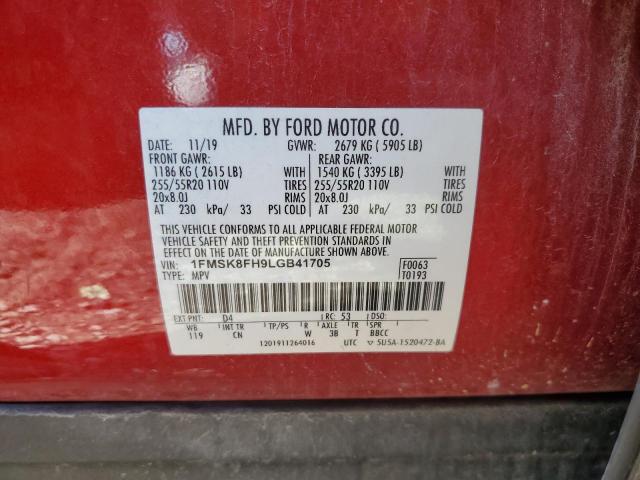 MFD. BY FORD MOTOR CO.
DATE: 11/19 GVWR: 2679 KG ( 5905 LB)
FRONT GAWR: REAR GAWR:
1186 KG ( 2615 LB) WITH 1540 KG ( 3395 LB) WITH
255/55R20 110V TIRES 255/55R20 110V TIRES
20x8.0J RIMS 20x8.0J RIMS
AT 230 kPa/ 33 PSI COLD AT 230 kPa/ 33 PSI COLD
THIS VEHICLE CONFORMS TO ALL APPLICABLE FEDERAL MOTOR
VEHICLE SAFETY AND THEFT PREVENTION STANDARDS IN
EFFECT ON THE DATE OF MANUFACTURE SHOWN ABOVE.
VIN: 1FMSK8FH9LGB41705 F0063
TYPE: MPV T0193
EXT PNT: D4 RC: 53 DSO:
WB INT TR TP/PS R AXLE TR SPR
119 CN W 3B T BBCC
1201911264016 UTC ▽ 5U5A-1520472-BA